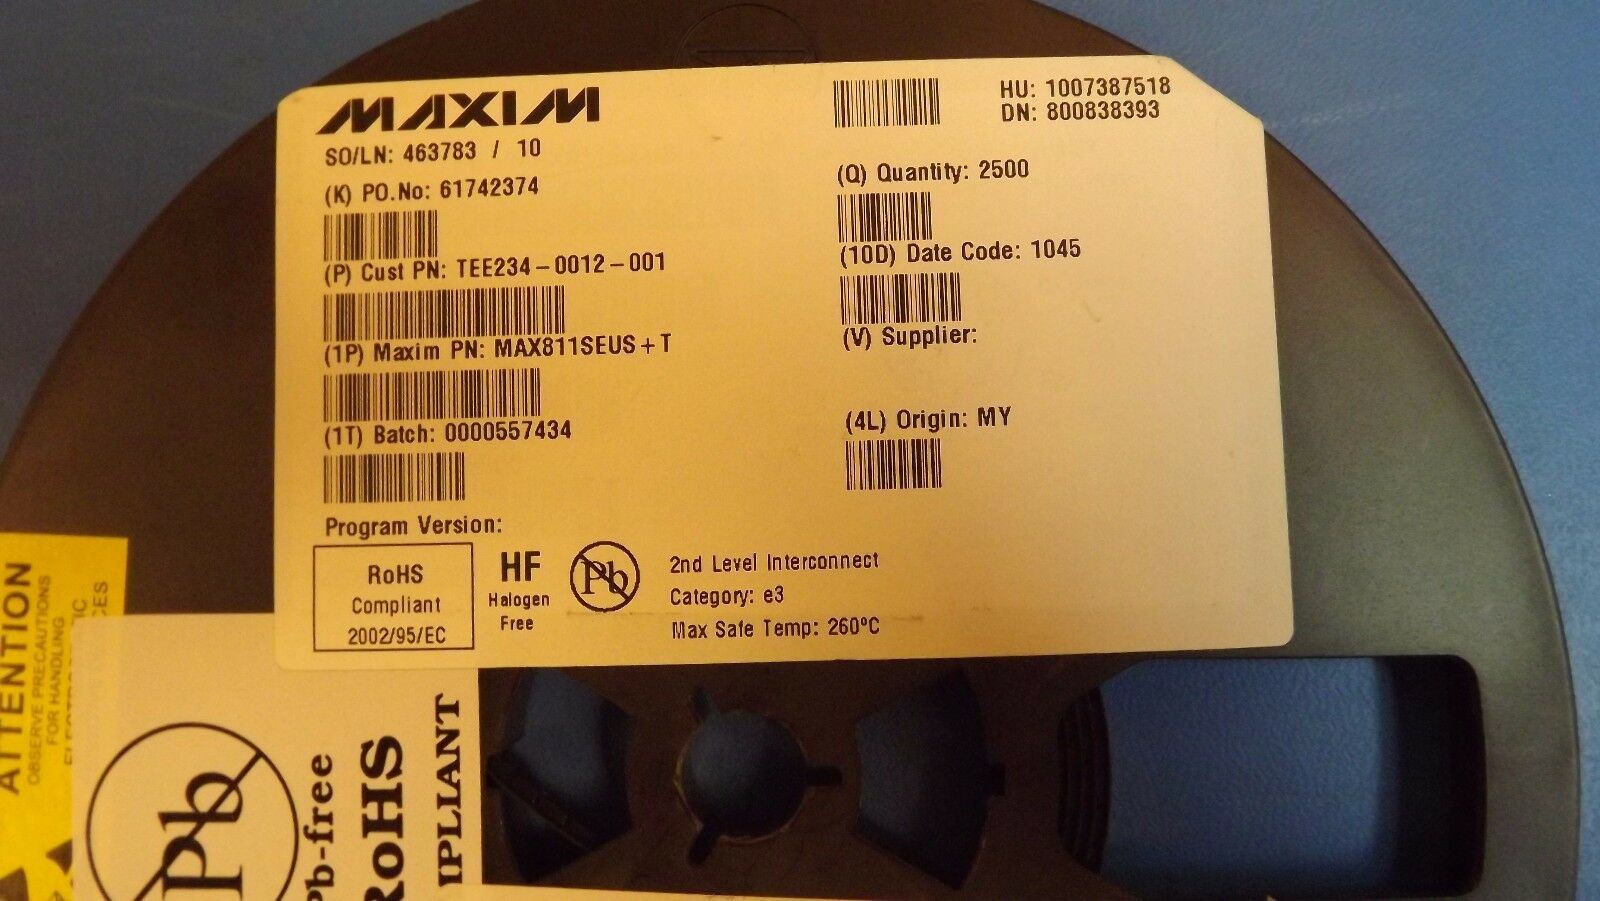 MAXIM
SO/LN: 463783 / 10
(K) PO.No: 61742374
(P) Cust PN: TEE234-0012-001
(1P) Maxim PN: MAX811SEUS+T
(1T) Batch: 0000557434
Program Version:
HU: 1007387518
DN: 800838393
(Q) Quantity: 2500
(10D) Date Code: 1045
(V) Supplier:
(4L) Origin: MY
RoHS
Compliant
2002/95/EC
HF
Halogen
Free
Pb
2nd Level Interconnect
Category: e3
Max Safe Temp: 260ºC
ATTENTION
OBSERVE PRECAUTIONS
FOR HANDLING
Pb
Pb-free
RoHS